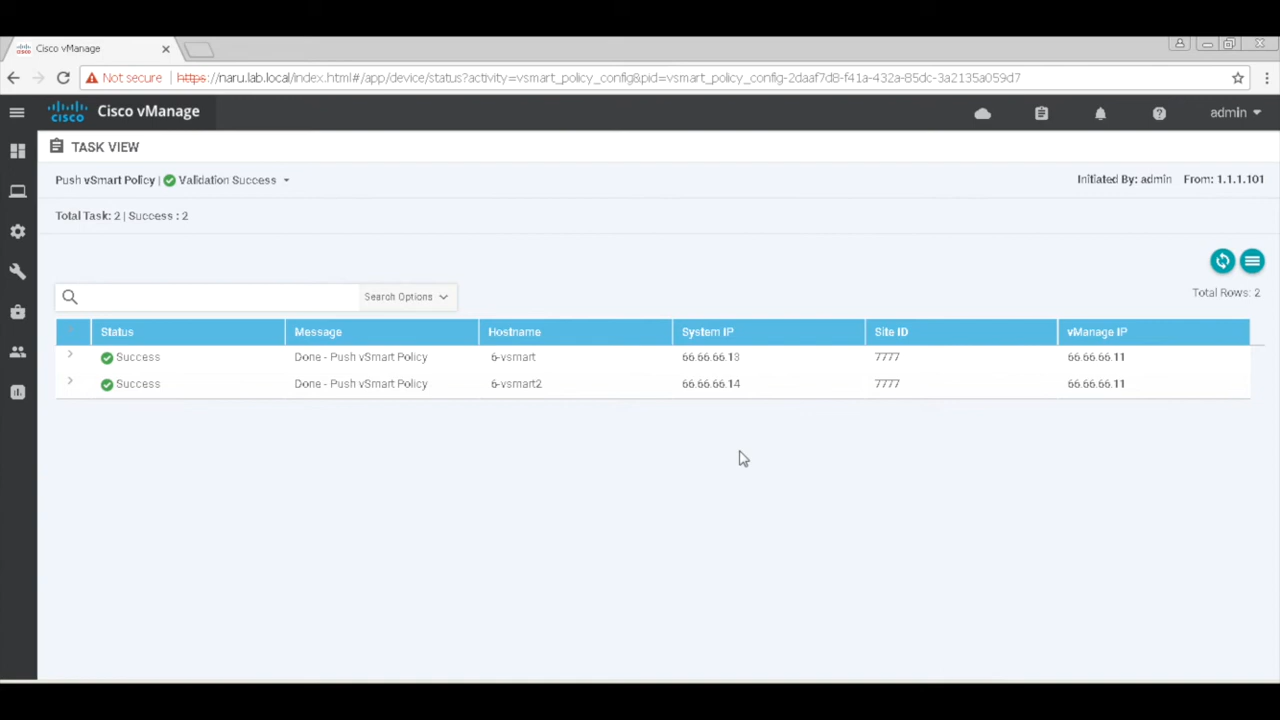 Cisco vManage
Not secure | https://naru.lab.local/index.html#/app/device/status?activity=vsmart_policy_config&pid=vsmart_policy_config-2daaf7d8-f41a-432a-85dc-3a2135a059d7
cisco Cisco vManage admin
TASK VIEW
Push vSmart Policy | Validation Success Initiated By: admin From: 1.1.1.101
Total Task: 2 | Success : 2
Search Options
Total Rows: 2
Status Message Hostname System IP Site ID vManage IP
Success Done - Push vSmart Policy 6-vsmart 66.66.66.13 7777 66.66.66.11
Success Done - Push vSmart Policy 6-vsmart2 66.66.66.14 7777 66.66.66.11